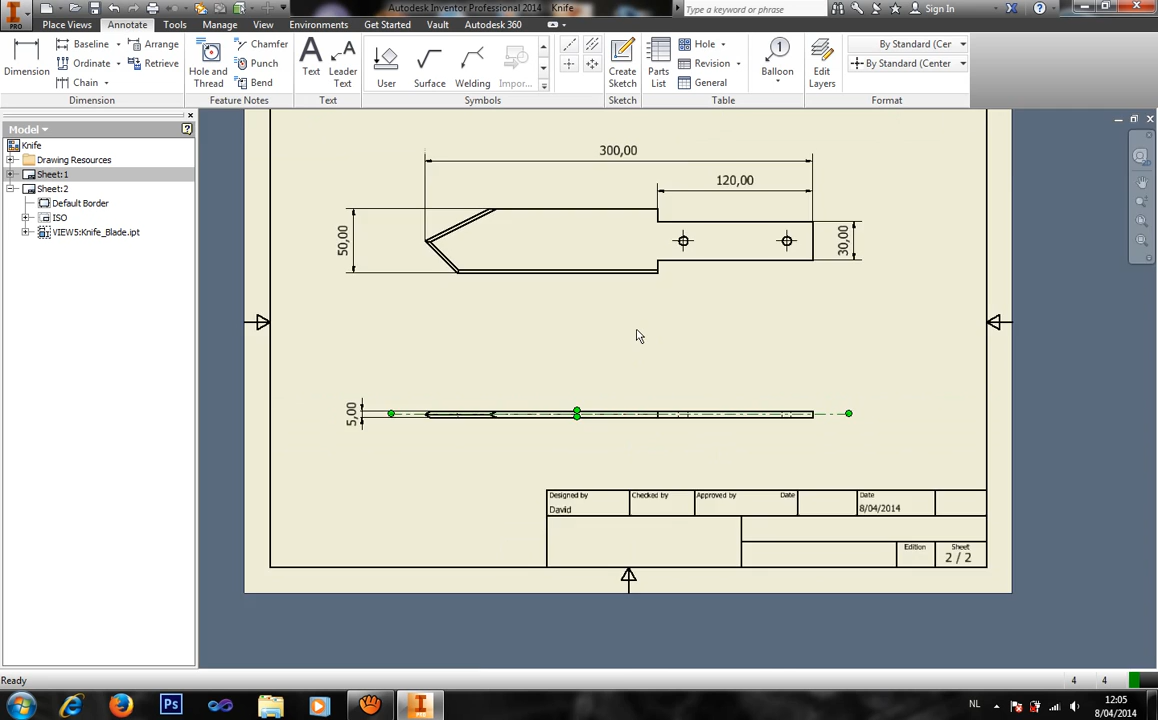 Autodesk Inventor Professional 2014 Knife
Type a keyword or phrase
Sign In
PRO
Place Views Annotate Tools Manage View Environments Get Started Vault Autodesk 360
Dimension
Baseline
Ordinate
Chain
Arrange
Retrieve
Dimension
Hole and Thread
Chamfer
Punch
Bend
Feature Notes
Text
Leader Text
Text
User
Surface
Welding
Impor...
Symbols
Create Sketch
Sketch
Parts List
Hole
Revision
General
Table
1
Balloon
Edit Layers
By Standard (Cer
By Standard (Center
Format
Model
Knife
Drawing Resources
Sheet:1
Sheet:2
Default Border
ISO
VIEW5:Knife_Blade.ipt
300,00
120,00
50,00
30,00
5,00
Designed by
David
Checked by
Approved by
Date
Date
8/04/2014
Edition
Sheet
2 / 2
Ready
4 4
Ps
PRO
NL
12:05
8/04/2014